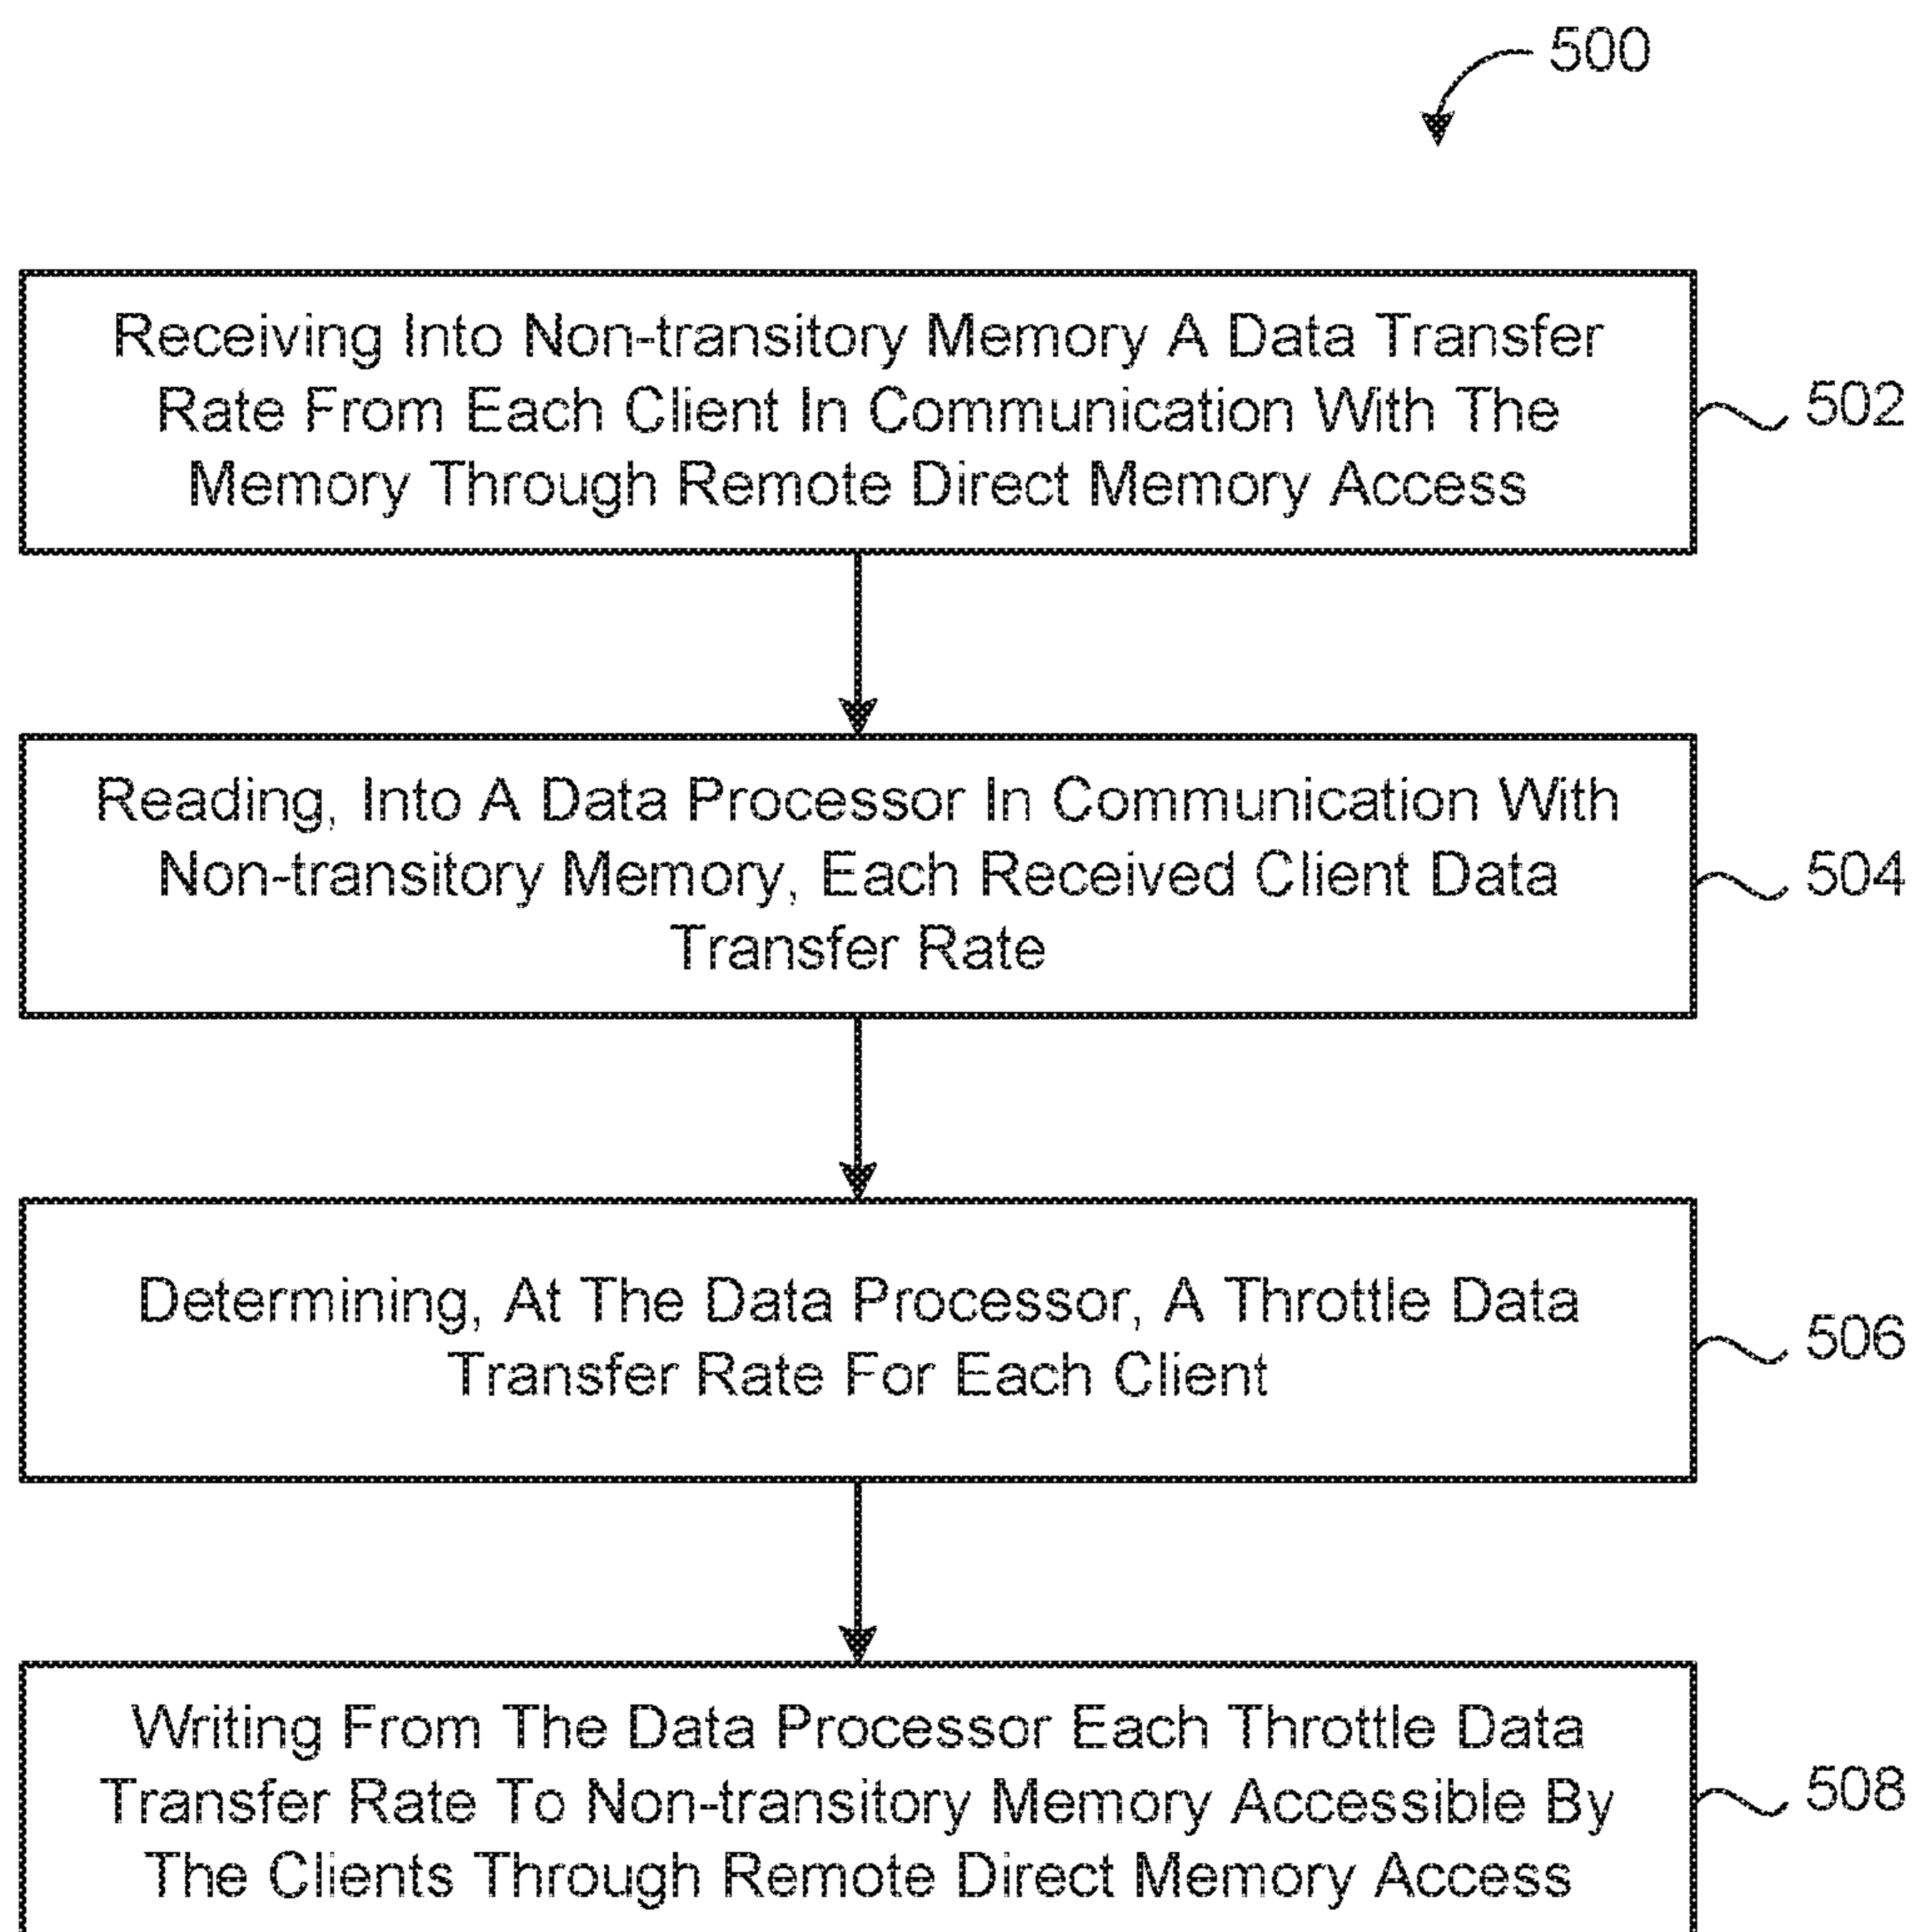 500
Receiving Into Non-transitory Memory A Data Transfer
Rate From Each Client In Communication With The
Memory Through Remote Direct Memory Access
502
Reading, Into A Data Processor In Communication With
Non-transitory Memory, Each Received Client Data
Transfer Rate
504
Determining, At The Data Processor, A Throttle Data
Transfer Rate For Each Client
506
Writing From The Data Processor Each Throttle Data
Transfer Rate To Non-transitory Memory Accessible By
The Clients Through Remote Direct Memory Access
508